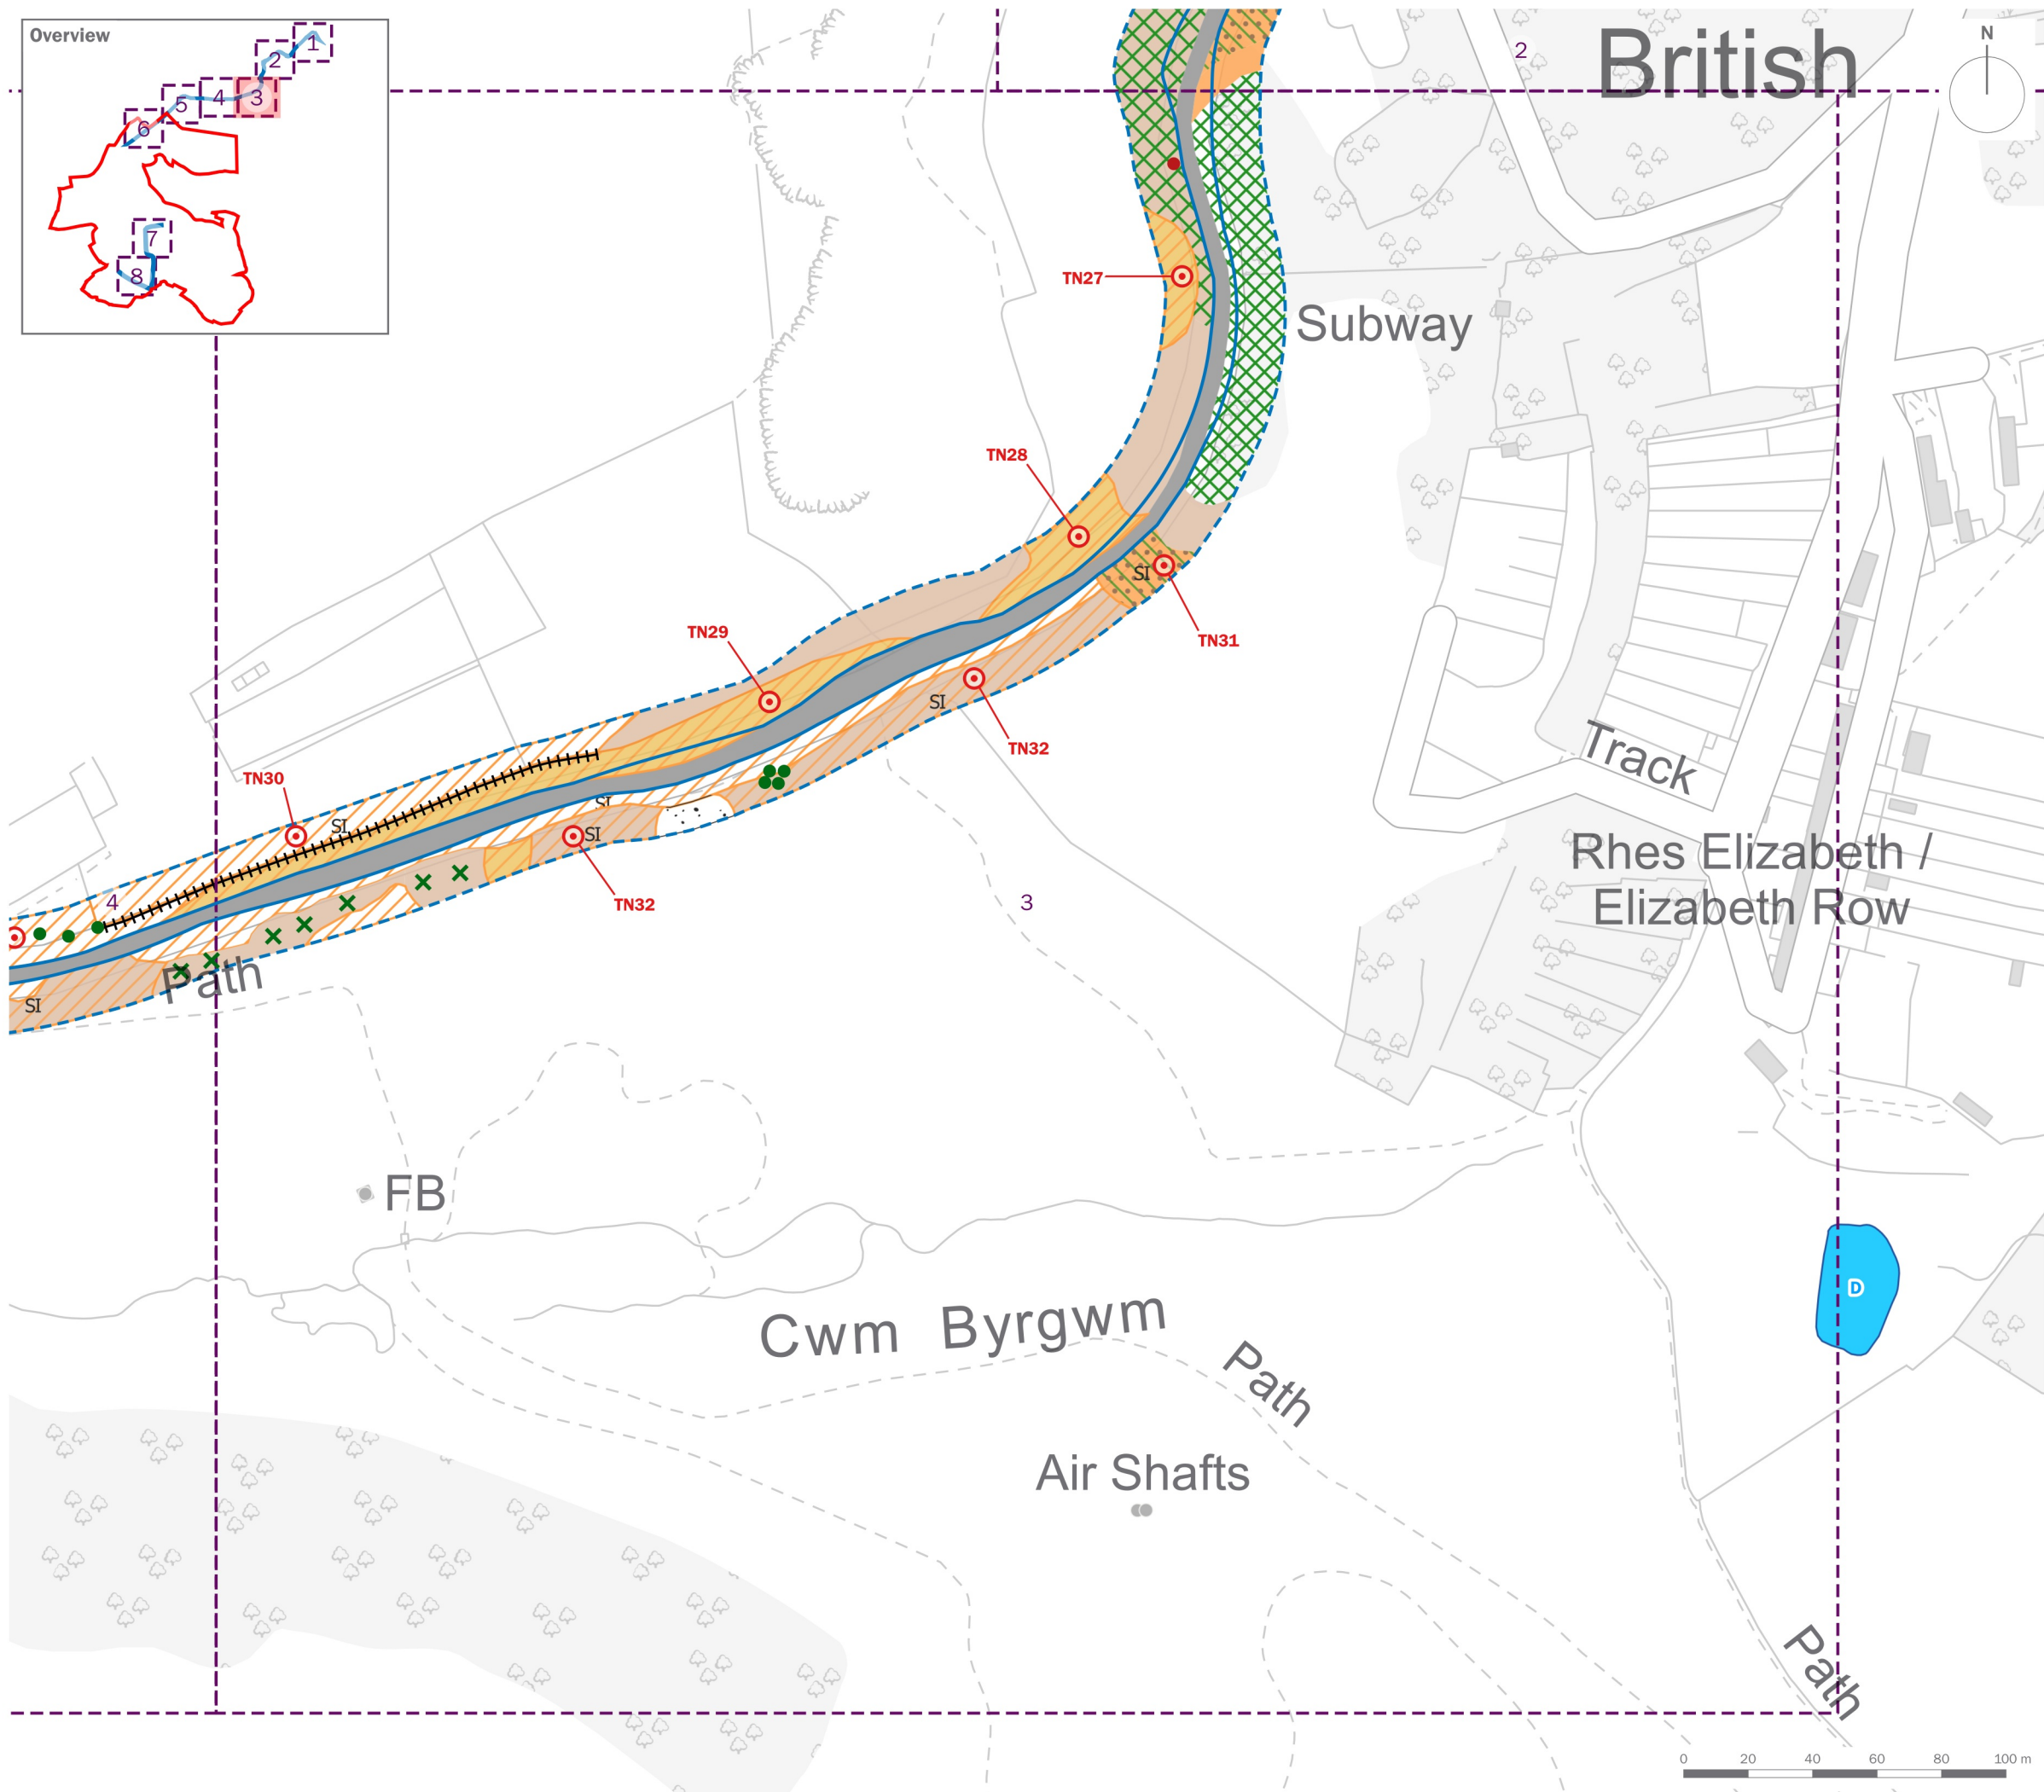 Overview
1
2
3
4
5
6
7
8
2
British
N
TN27
Subway
TN28
SI
TN31
TN29
SI
TN32
Track
TN30
SI
SI
SI
TN32
Rhes Elizabeth /
Elizabeth Row
4
3
Path
SI
FB
D
Cwm Byrgwm
Path
Air Shafts
Path
0 20 40 60 80 100 m